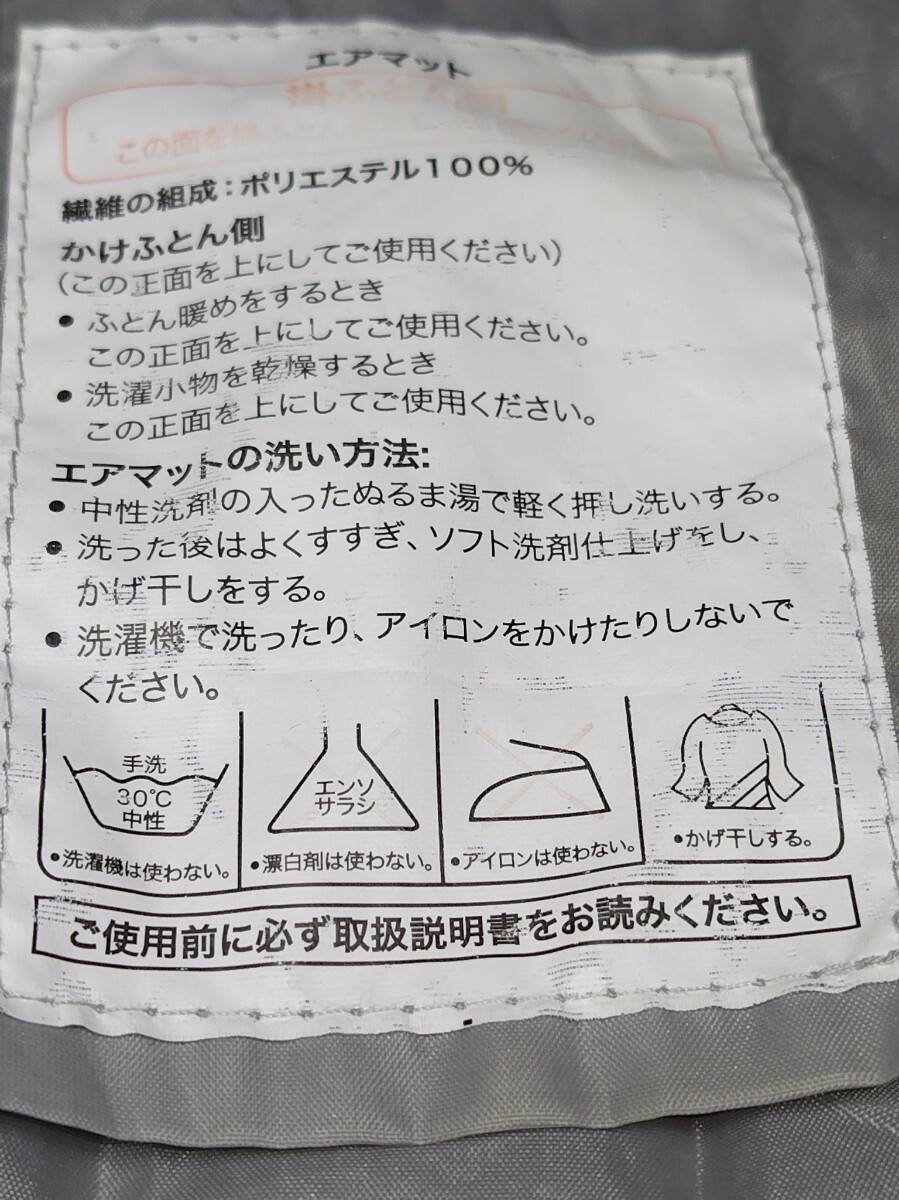 エアマット
掛ふとん側
この面を掛ふとん
繊維の組成:ポリエステル100%
かけふとん側
(この正面を上にしてご使用ください)
• ふとん暖めをするとき
この正面を上にしてご使用ください。
• 洗濯小物を乾燥するとき
この正面を上にしてご使用ください。
エアマットの洗い方法:
• 中性洗剤の入ったぬるま湯で軽く押し洗いする。
• 洗った後はよくすすぎ、ソフト洗剤仕上げをし、
かげ干しをする。
• 洗濯機で洗ったり、アイロンをかけたりしないで
ください。
手洗
30℃
中性
エンソ
サラシ
•洗濯機は使わない。
•漂白剤は使わない。
•アイロンは使わない。
•かげ干しする。
ご使用前に必ず取扱説明書をお読みください。